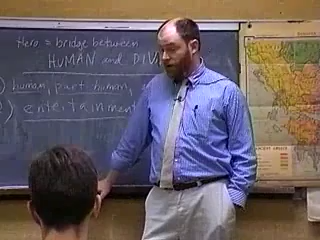 Hero = bridge between
HUMAN and DIV
) human, part human,
) entertainment